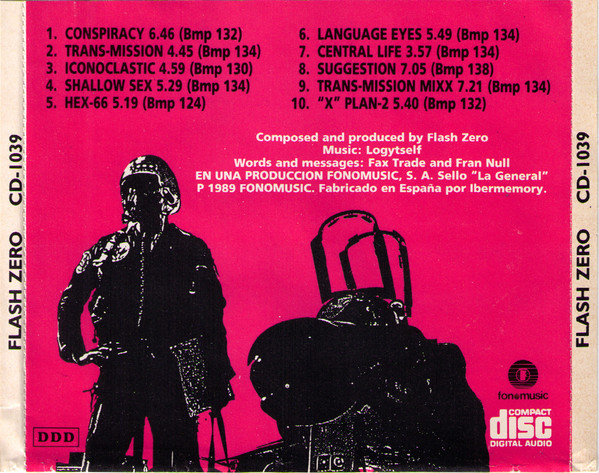 1. CONSPIRACY 6.46 (Bmp 132)
2. TRANS-MISSION 4.45 (Bmp 134)
3. ICONOCLASTIC 4.59 (Bmp 130)
4. SHALLOW SEX 5.29 (Bmp 134)
5. HEX-66 5.19 (Bmp 124)
6. LANGUAGE EYES 5.49 (Bmp 134)
7. CENTRAL LIFE 3.57 (Bmp 134)
8. SUGGESTION 7.05 (Bmp 138)
9. TRANS-MISSION MIXX 7.21 (Bmp 134)
10. "X" PLAN-2 5.40 (Bmp 132)
Composed and produced by Flash Zero
Music: Logytself
Words and messages: Fax Trade and Fran Null
EN UNA PRODUCCION FONOMUSIC, S. A. Sello "La General"
P 1989 FONOMUSIC. Fabricado en España por Ibermemory.
FLASH ZERO CD-1039
FLASH ZERO CD-1039
DDD
fonomusic
COMPACT
disc
DIGITAL AUDIO